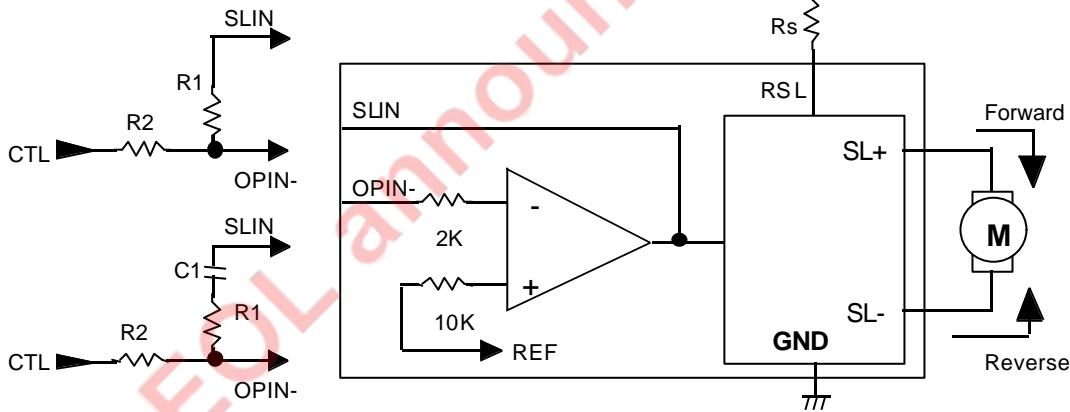 SLIN
R1
R2
CTL
OPIN-
SLIN
C1
R1
R2
CTL
OPIN-
Rs
RSL
SLIN
OPIN-
2K
-
+
10K
REF
SL+
SL-
GND
M
Forward
Reverse
EOL announ